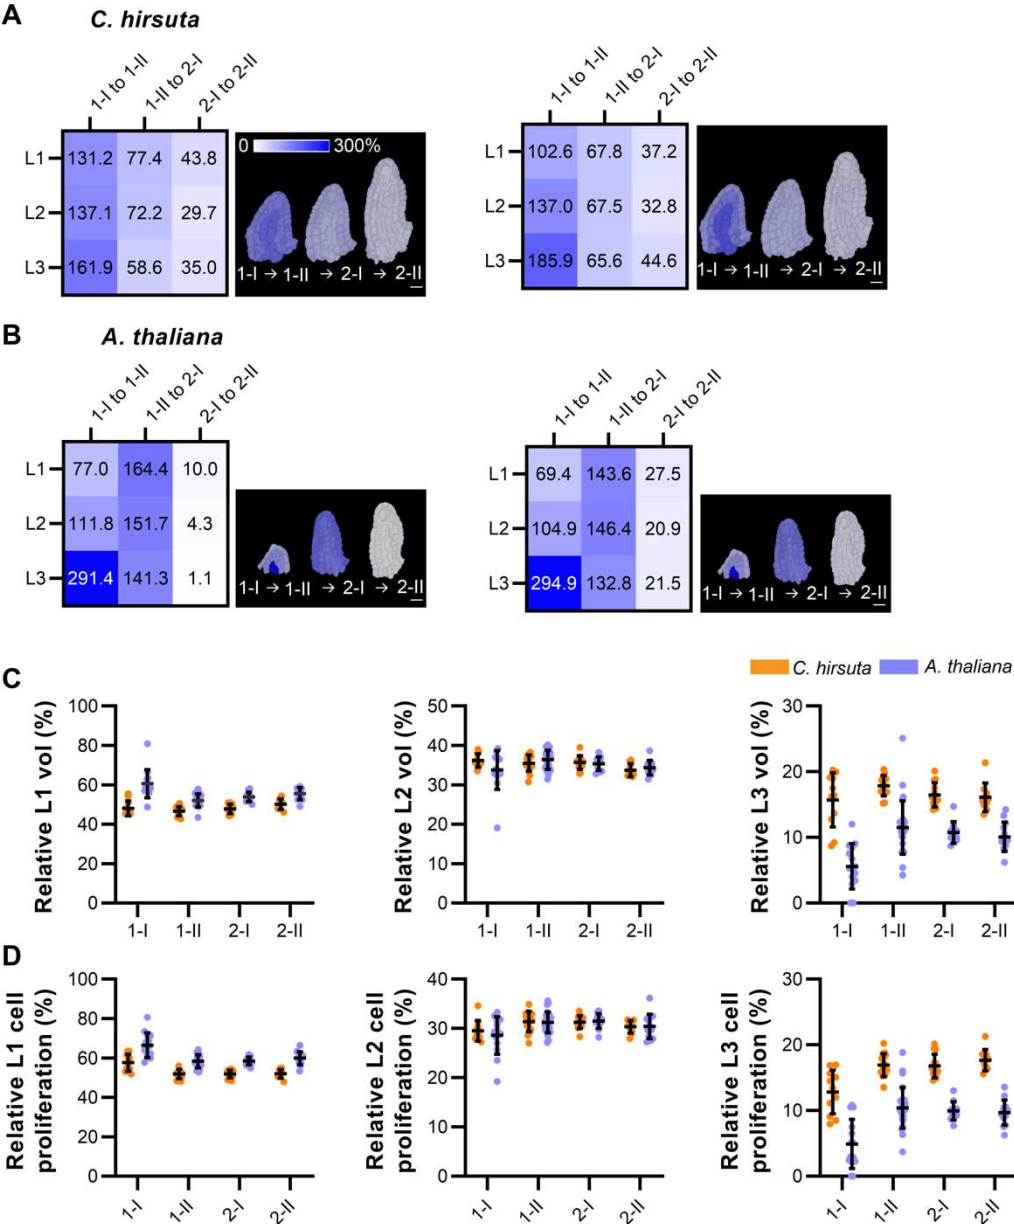 A
C. hirsuta
1-I to 1-II
1-II to 2-I
2-I to 2-II
L1 131.2 77.4 43.8
L2 137.1 72.2 29.7
L3 161.9 58.6 35.0
0 300%
1-I → 1-II → 2-I → 2-II
1-I to 1-II
1-II to 2-I
2-I to 2-II
L1 102.6 67.8 37.2
L2 137.0 67.5 32.8
L3 185.9 65.6 44.6
1-I → 1-II → 2-I → 2-II
B
A. thaliana
1-I to 1-II
1-II to 2-I
2-I to 2-II
L1 77.0 164.4 10.0
L2 111.8 151.7 4.3
L3 291.4 141.3 1.1
1-I → 1-II → 2-I → 2-II
1-I to 1-II
1-II to 2-I
2-I to 2-II
L1 69.4 143.6 27.5
L2 104.9 146.4 20.9
L3 294.9 132.8 21.5
1-I → 1-II → 2-I → 2-II
C. hirsuta A. thaliana
C
Relative L1 vol (%)
100
80
60
40
20
0
1-I 1-II 2-I 2-II
Relative L2 vol (%)
50
40
30
20
10
0
1-I 1-II 2-I 2-II
Relative L3 vol (%)
30
20
10
0
1-I 1-II 2-I 2-II
D
Relative L1 cell
proliferation (%)
100
80
60
40
20
0
1-I 1-II 2-I 2-II
Relative L2 cell
proliferation (%)
40
30
20
10
0
1-I 1-II 2-I 2-II
Relative L3 cell
proliferation (%)
30
20
10
0
1-I 1-II 2-I 2-II